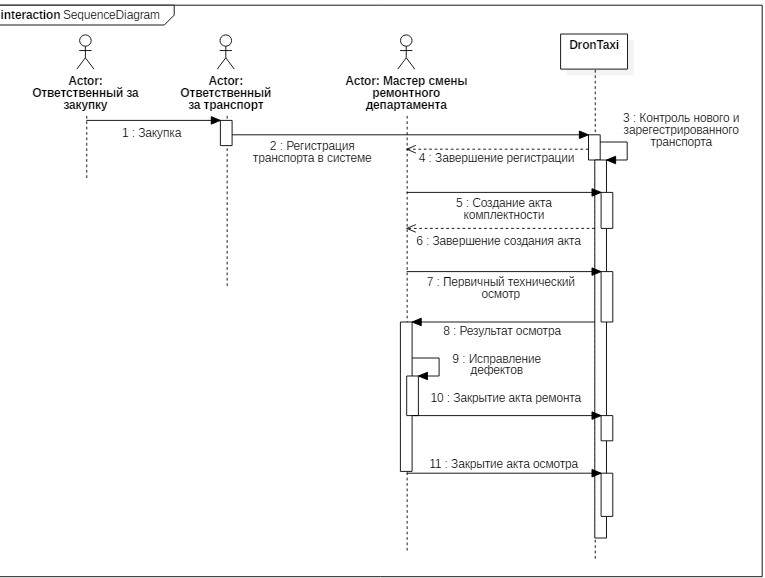 interaction SequenceDiagram
Actor:
Ответственный за
закупку
Actor:
Ответственный
за транспорт
Actor: Мастер смены
ремонтного
департамента
DronTaxi
1 : Закупка
2 : Регистрация
транспорта в системе
3 : Контроль нового и
зарегестрированного
транспорта
4 : Завершение регистрации
5 : Создание акта
комплектности
6 : Завершение создания акта
7 : Первичный технический
осмотр
8 : Результат осмотра
9 : Исправление
дефектов
10 : Закрытие акта ремонта
11 : Закрытие акта осмотра